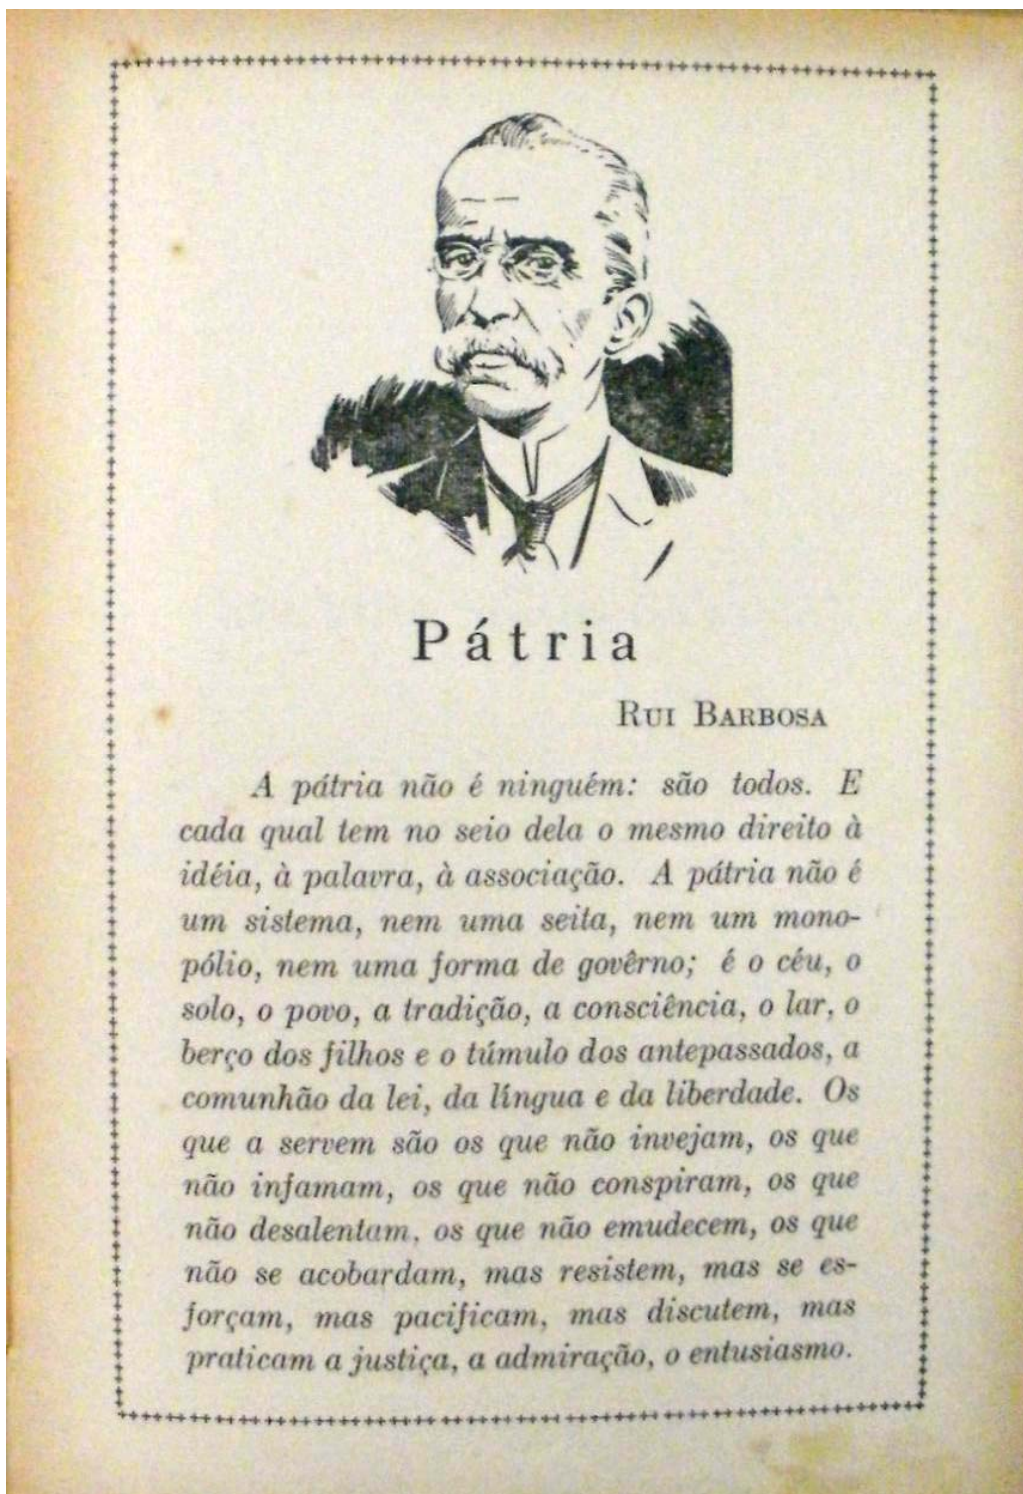 Pátria
Rui Barbosa
A pátria não é ninguém: são todos. E
cada qual tem no seio dela o mesmo direito à
idéia, à palavra, à associação. A pátria não é
um sistema, nem uma seita, nem um mono-
pólio, nem uma forma de govêrno; é o céu, o
solo, o povo, a tradição, a consciência, o lar, o
berço dos filhos e o túmulo dos antepassados, a
comunhão da lei, da língua e da liberdade. Os
que a servem são os que não invejam, os que
não infamam, os que não conspiram, os que
não desalentam, os que não emudecem, os que
não se acobardam, mas resistem, mas se es-
forçam, mas pacificam, mas discutem, mas
praticam a justiça, a admiração, o entusiasmo.